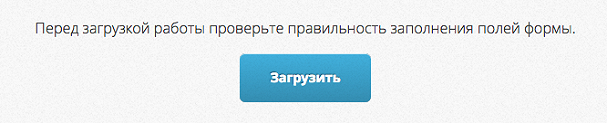 Перед загрузкой работы проверьте правильность заполнения полей формы.
Загрузить